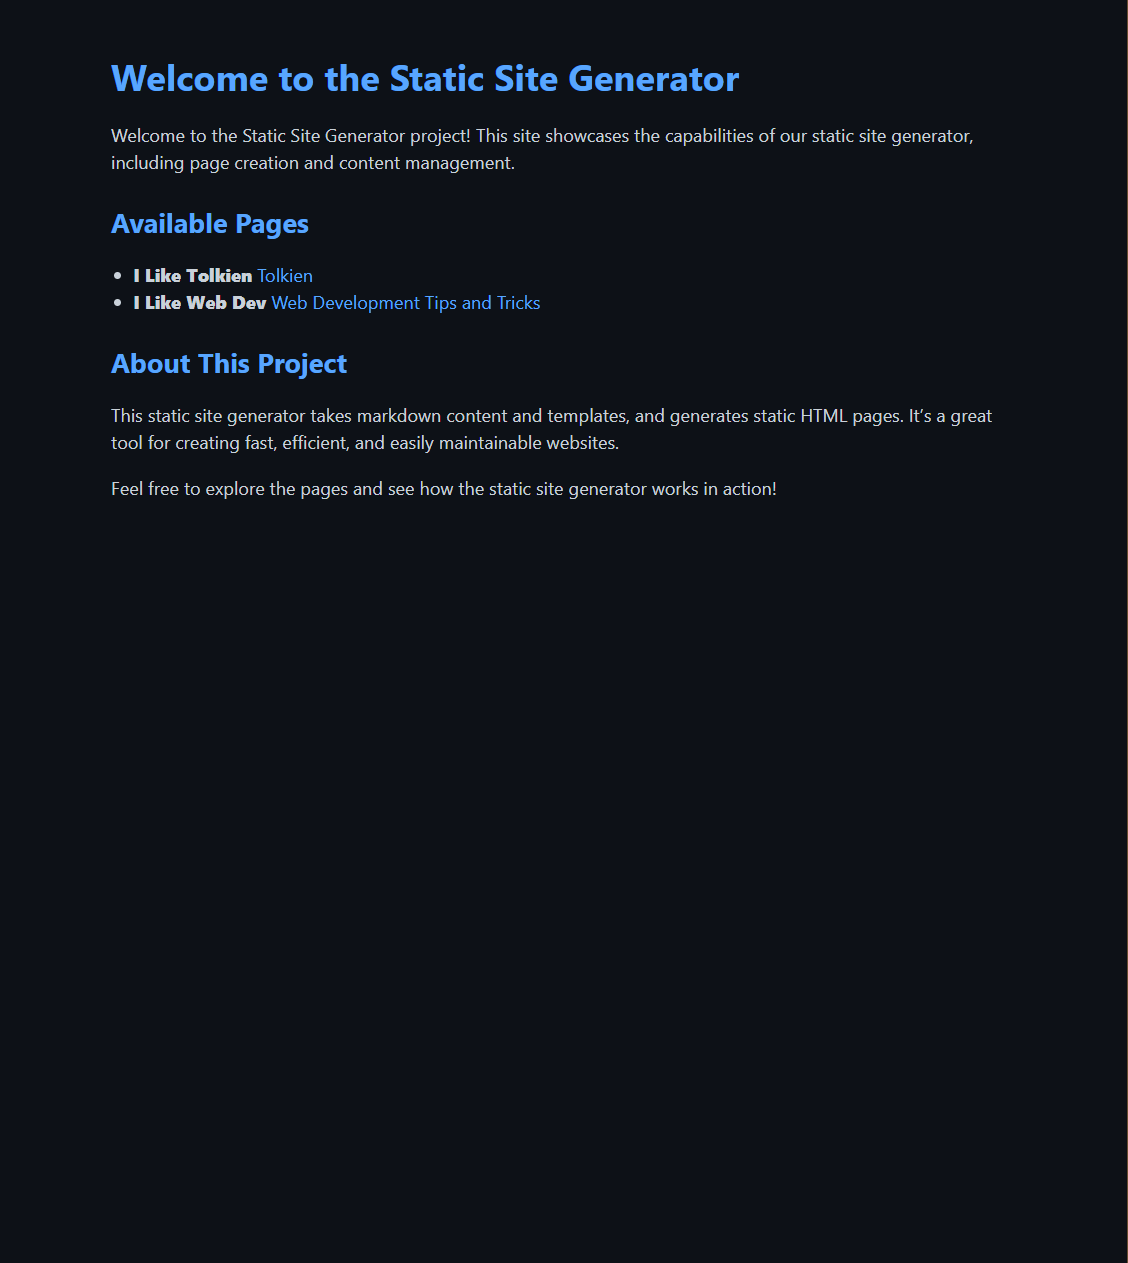 Welcome to the Static Site Generator
Welcome to the Static Site Generator project! This site showcases the capabilities of our static site generator,
including page creation and content management.
Available Pages
• I Like Tolkien Tolkien
• I Like Web Dev Web Development Tips and Tricks
About This Project
This static site generator takes markdown content and templates, and generates static HTML pages. It’s a great
tool for creating fast, efficient, and easily maintainable websites.
Feel free to explore the pages and see how the static site generator works in action!